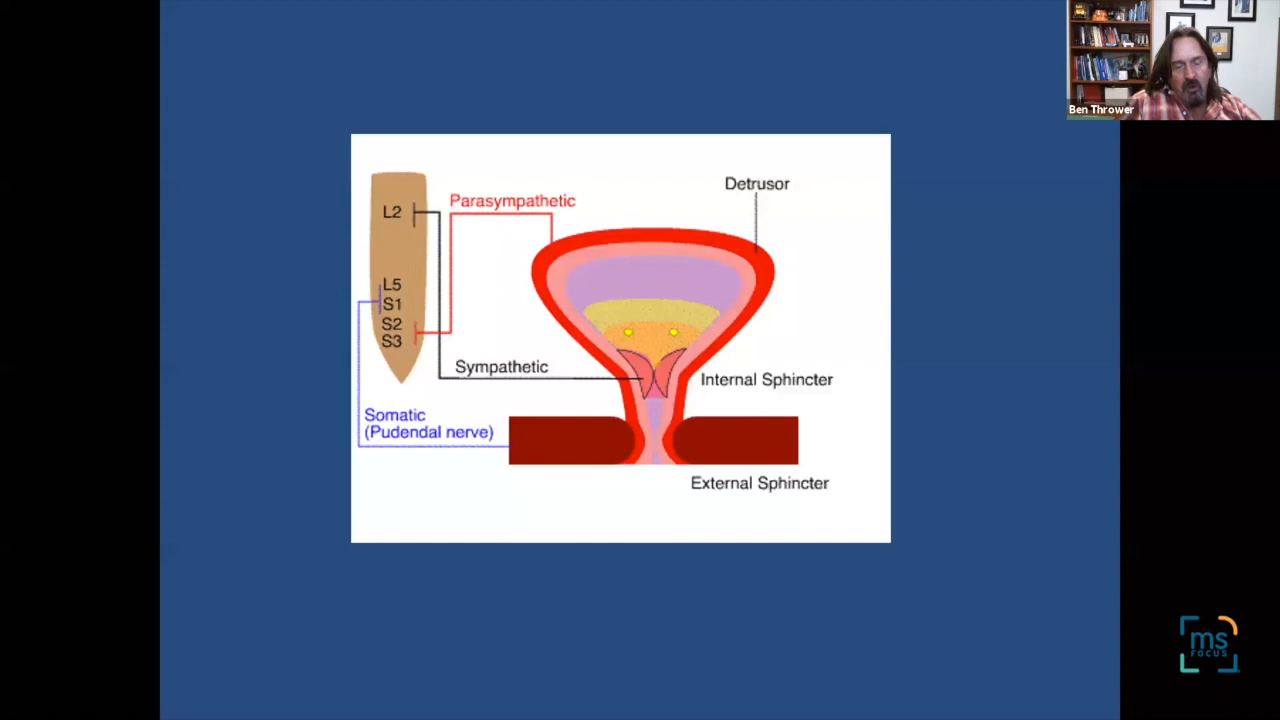 Ben Thrower
Detrusor
Parasympathetic
L2
L5
S1
S2
S3
Sympathetic
Internal Sphincter
Somatic
(Pudendal nerve)
External Sphincter
ms
FOCUS